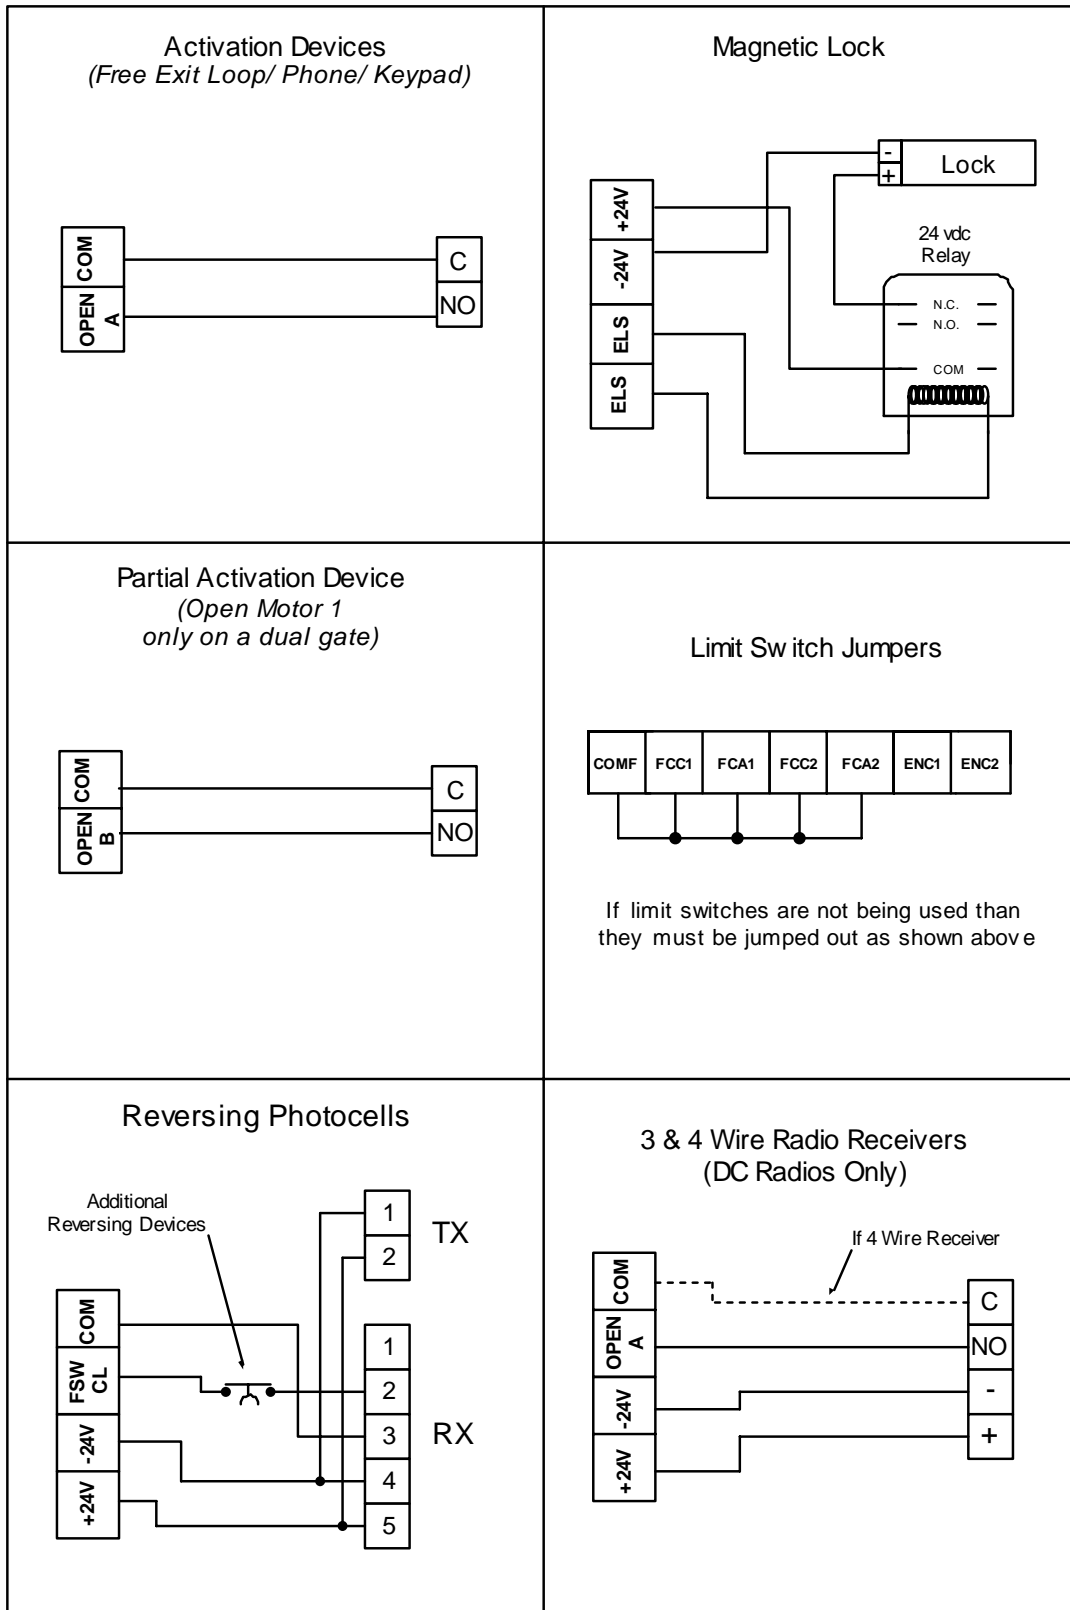 Activation Devices
(Free Exit Loop/ Phone/ Keypad)
COM
OPEN
A
C
NO
Magnetic Lock
+24V
-24V
ELS
ELS
-
+
Lock
24 vdc
Relay
N.C.
N.O.
COM
Partial Activation Device
(Open Motor 1
only on a dual gate)
COM
OPEN
B
C
NO
Limit Switch Jumpers
COMF FCC1 FCA1 FCC2 FCA2 ENC1 ENC2
If limit switches are not being used than
they must be jumped out as shown above
Reversing Photocells
Additional
Reversing Devices
COM
FSW
CL
-24V
+24V
1
2
TX
1
2
3
4
5
RX
3 & 4 Wire Radio Receivers
(DC Radios Only)
If 4 Wire Receiver
COM
OPEN
A
-24V
+24V
C
NO
-
+